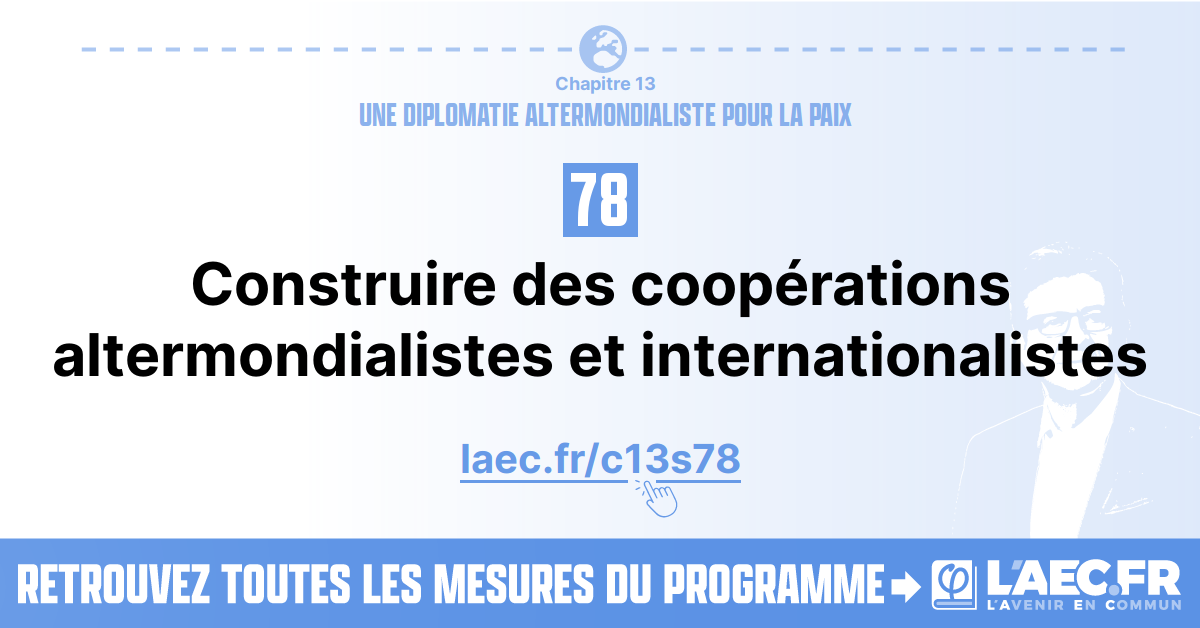 Chapitre 13
UNE DIPLOMATIE ALTERMONDIALISTE POUR LA PAIX
78
Construire des coopérations
altermondialistes et internationalistes
laec.fr/c13s78
RETROUVEZ TOUTES LES MESURES DU PROGRAMME
L'AEC.FR
L'AVENIR EN COMMUN